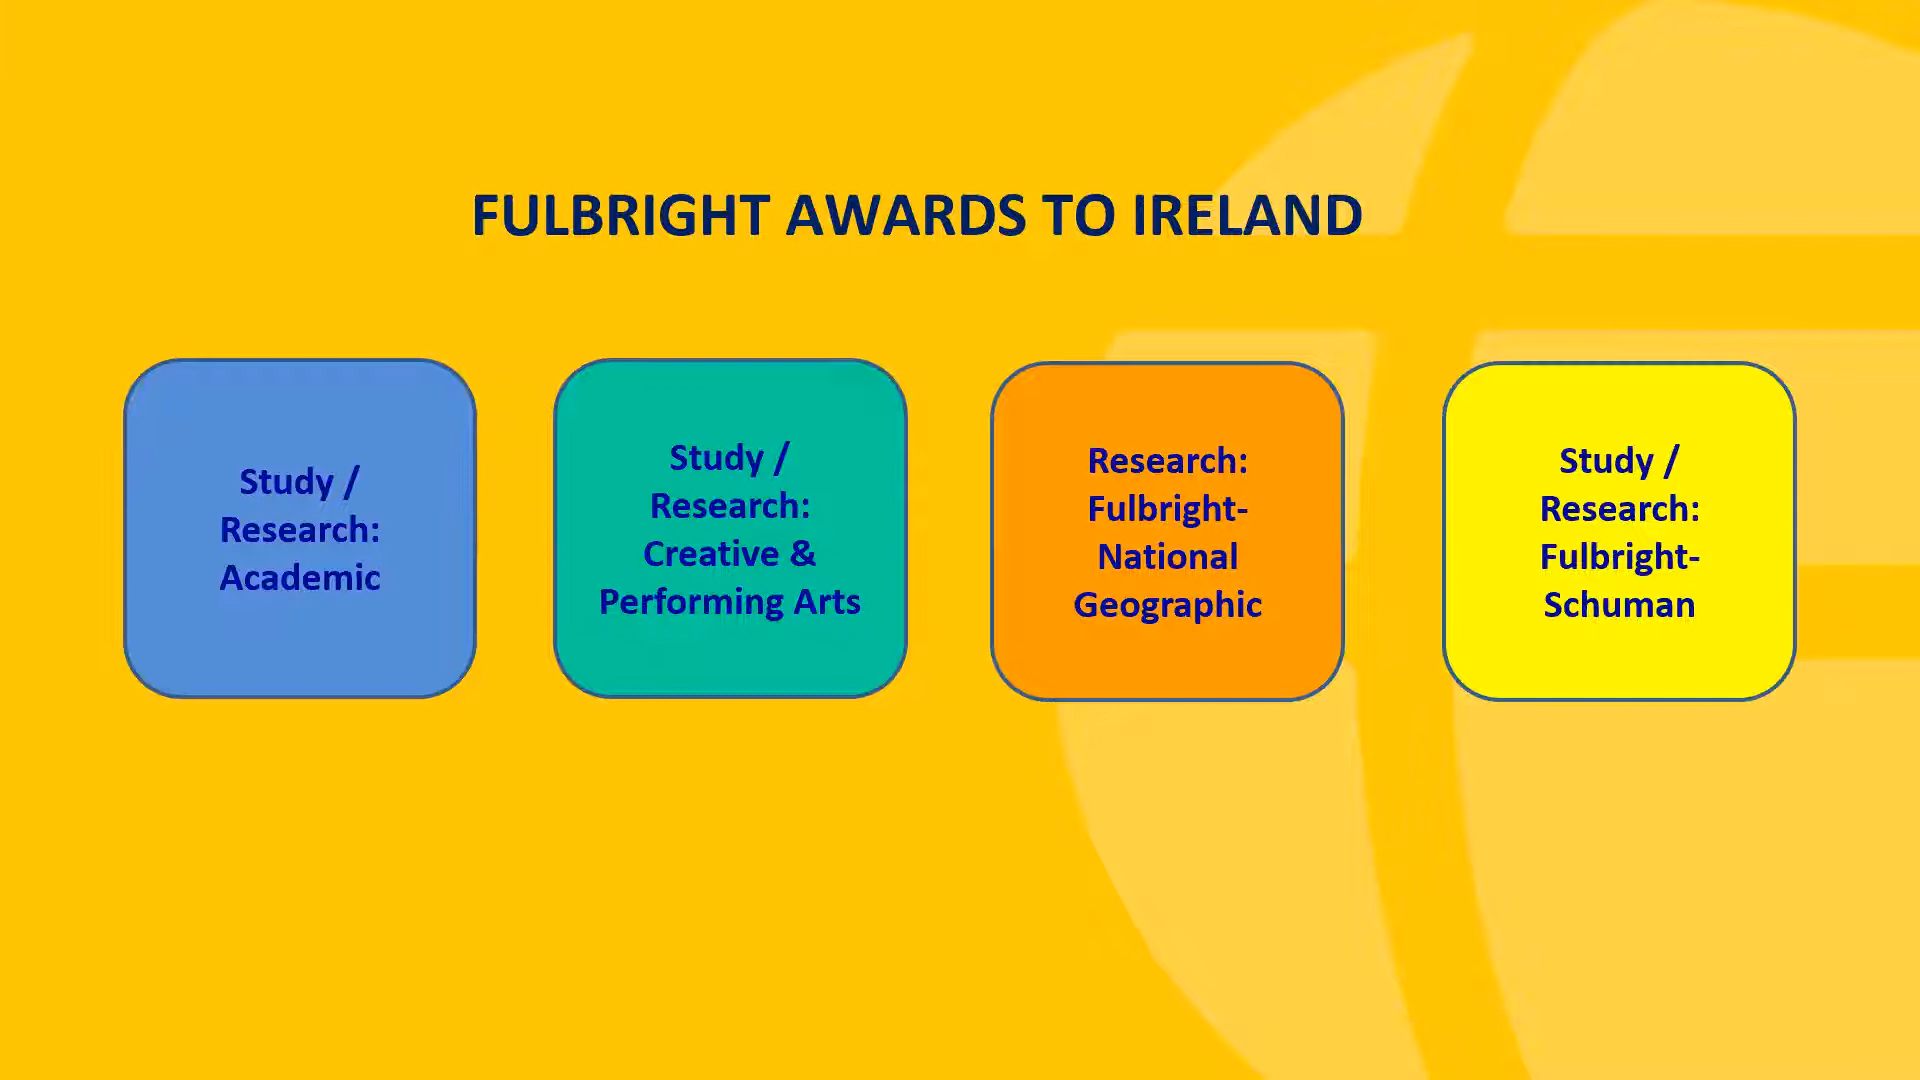 FULBRIGHT AWARDS TO IRELAND
Study /
Research:
Academic
Study /
Research:
Creative &
Performing Arts
Research:
Fulbright-
National
Geographic
Study /
Research:
Fulbright-
Schuman